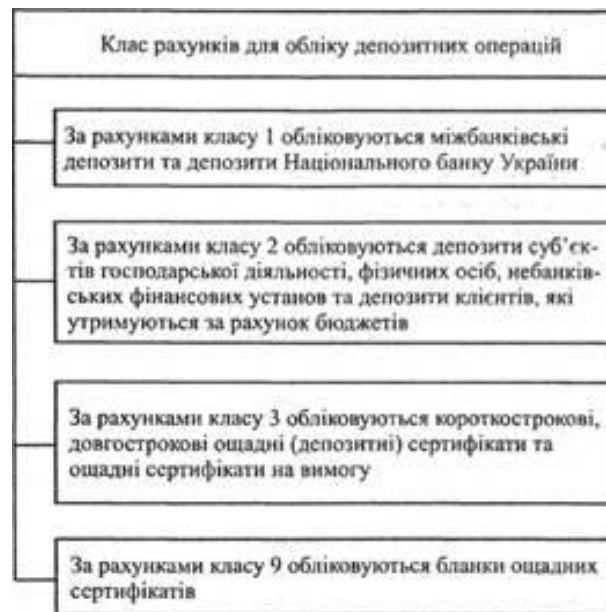 Клас рахунків для обліку депозитних операцій
За рахунками класу 1 обліковуються міжбанківські
депозити та депозити Національного банку України
За рахунками класу 2 обліковуються депозити суб’єк-
тів господарської діяльності, фізичних осіб, небанків-
ських фінансових установ та депозити клієнтів, які
утримуються за рахунок бюджетів
За рахунками класу 3 обліковуються короткострокові,
довгострокові ощадні (депозитні) сертифікати та
ощадні сертифікати на вимогу
За рахунками класу 9 обліковуються бланки ощадних
сертифікатів